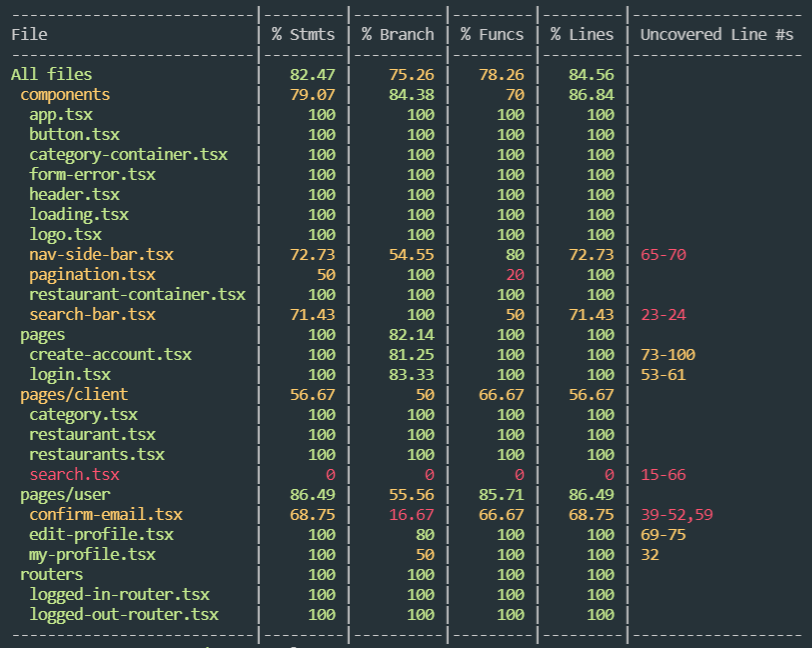 --------------------------|---------|----------|---------|---------|-------------------
File                      | % Stmts | % Branch | % Funcs | % Lines | Uncovered Line #s
--------------------------|---------|----------|---------|---------|-------------------
All files                 |   82.47 |    75.26 |   78.26 |   84.56 |
 components               |   79.07 |    84.38 |      70 |   86.84 |
  app.tsx                 |     100 |      100 |     100 |     100 |
  button.tsx              |     100 |      100 |     100 |     100 |
  category-container.tsx  |     100 |      100 |     100 |     100 |
  form-error.tsx          |     100 |      100 |     100 |     100 |
  header.tsx              |     100 |      100 |     100 |     100 |
  loading.tsx             |     100 |      100 |     100 |     100 |
  logo.tsx                |     100 |      100 |     100 |     100 |
  nav-side-bar.tsx        |   72.73 |    54.55 |      80 |   72.73 | 65-70
  pagination.tsx          |      50 |      100 |      20 |     100 |
  restaurant-container.tsx |     100 |      100 |     100 |     100 |
  search-bar.tsx          |   71.43 |      100 |      50 |   71.43 | 23-24
 pages                    |     100 |    82.14 |     100 |     100 |
  create-account.tsx      |     100 |    81.25 |     100 |     100 | 73-100
  login.tsx               |     100 |    83.33 |     100 |     100 | 53-61
 pages/client             |   56.67 |       50 |   66.67 |   56.67 |
  category.tsx            |     100 |      100 |     100 |     100 |
  restaurant.tsx          |     100 |      100 |     100 |     100 |
  restaurants.tsx         |     100 |      100 |     100 |     100 |
  search.tsx              |       0 |        0 |       0 |       0 | 15-66
 pages/user               |   86.49 |    55.56 |   85.71 |   86.49 |
  confirm-email.tsx       |   68.75 |    16.67 |   66.67 |   68.75 | 39-52,59
  edit-profile.tsx        |     100 |       80 |     100 |     100 | 69-75
  my-profile.tsx          |     100 |       50 |     100 |     100 | 32
 routers                  |     100 |      100 |     100 |     100 |
  logged-in-router.tsx    |     100 |      100 |     100 |     100 |
  logged-out-router.tsx   |     100 |      100 |     100 |     100 |
--------------------------|---------|----------|---------|---------|-------------------